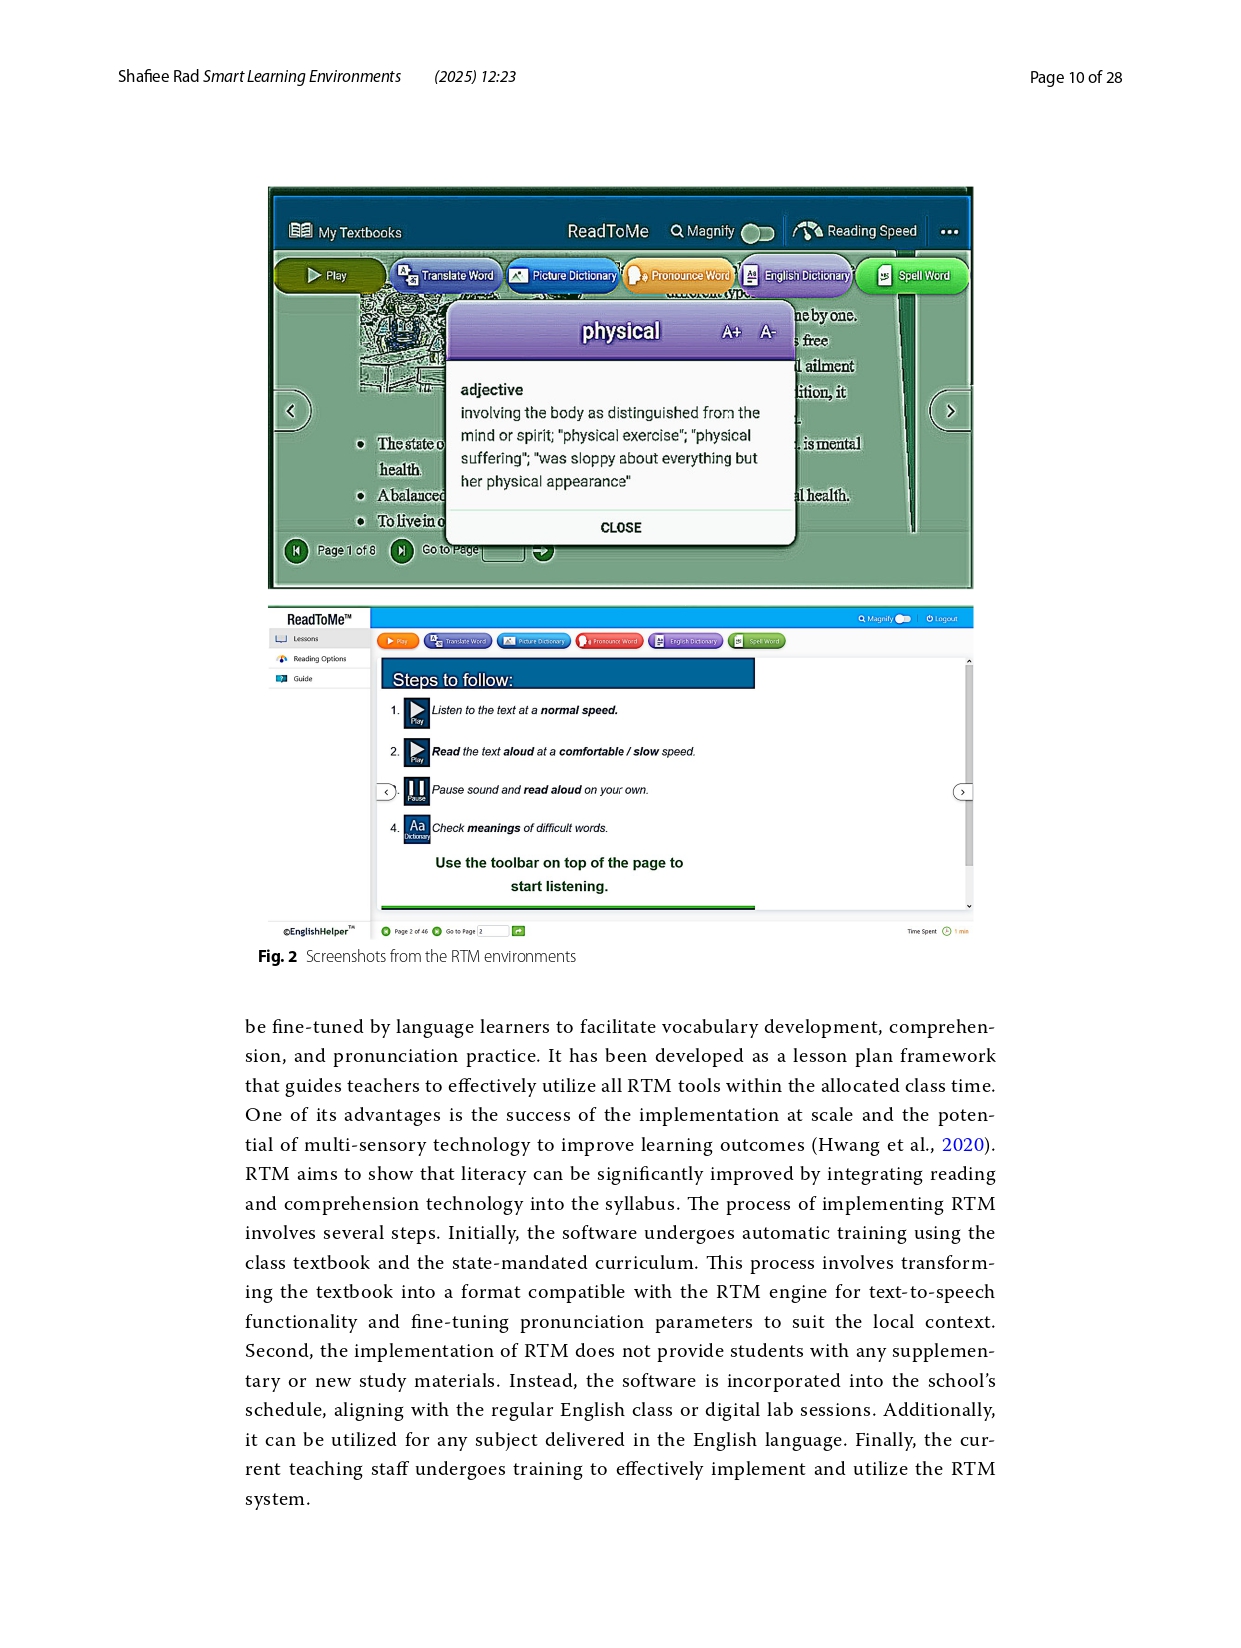 Shafiee Rad Smart Learning Environments (2025) 12:23
Page 10 of 28
My Textbooks
ReadToMe
Magnify
Reading Speed
Play
Translate Word
Picture Dictionary
Pronounce Word
English Dictionary
Spell Word
ne by one.
s free
l ailment
lition, it
physical A+ A-
adjective
involving the body as distinguished from the
mind or spirit; "physical exercise"; "physical
suffering"; "was sloppy about everything but
her physical appearance"
CLOSE
• The state o
. is mental
health.
• A balanced
al health.
• To live in o
Page 1 of 8
Go to Page
ReadToMe™
Magnify
Logout
Lessons
Reading Options
Guide
Play
Translate Word
Picture Dictionary
Pronounce Word
English Dictionary
Spell Word
Steps to follow:
1. Play Listen to the text at a normal speed.
2. Play Read the text aloud at a comfortable / slow speed.
Pause Pause sound and read aloud on your own.
4. Aa Dictionary Check meanings of difficult words.
Use the toolbar on top of the page to
start listening.
©EnglishHelper™
Page 2 of 46
Go to Page 2
Time Spent 1 min
Fig. 2 Screenshots from the RTM environments
be fine-tuned by language learners to facilitate vocabulary development, comprehen-
sion, and pronunciation practice. It has been developed as a lesson plan framework
that guides teachers to effectively utilize all RTM tools within the allocated class time.
One of its advantages is the success of the implementation at scale and the poten-
tial of multi-sensory technology to improve learning outcomes (Hwang et al., 2020).
RTM aims to show that literacy can be significantly improved by integrating reading
and comprehension technology into the syllabus. The process of implementing RTM
involves several steps. Initially, the software undergoes automatic training using the
class textbook and the state-mandated curriculum. This process involves transform-
ing the textbook into a format compatible with the RTM engine for text-to-speech
functionality and fine-tuning pronunciation parameters to suit the local context.
Second, the implementation of RTM does not provide students with any supplemen-
tary or new study materials. Instead, the software is incorporated into the school's
schedule, aligning with the regular English class or digital lab sessions. Additionally,
it can be utilized for any subject delivered in the English language. Finally, the cur-
rent teaching staff undergoes training to effectively implement and utilize the RTM
system.